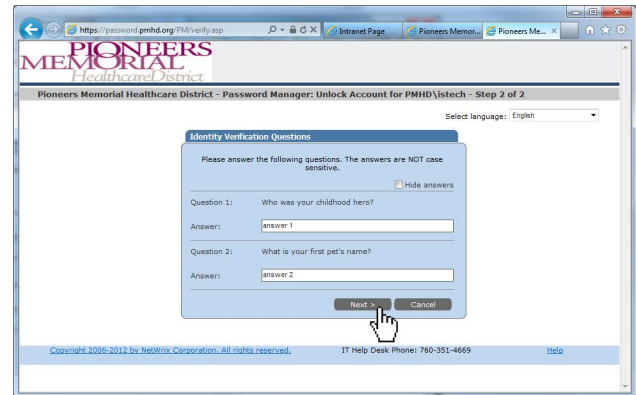 https://password.pmhd.org/PM/verify.asp
Intranet Page
Pioneers Memor...
Pioneers Me...
PIONEERS
MEMORIAL
HealthcareDistrict
Pioneers Memorial Healthcare District - Password Manager: Unlock Account for PMHD\istech - Step 2 of 2
Select language: English
Identity Verification Questions
Please answer the following questions. The answers are NOT case
sensitive.
Hide answers
Question 1: Who was your childhood hero?
Answer: answer 1
Question 2: What is your first pet's name?
Answer: answer 2
Next > Cancel
Copyright 2006-2012 by NetWrix Corporation. All rights reserved. IT Help Desk Phone: 760-351-4669 Help